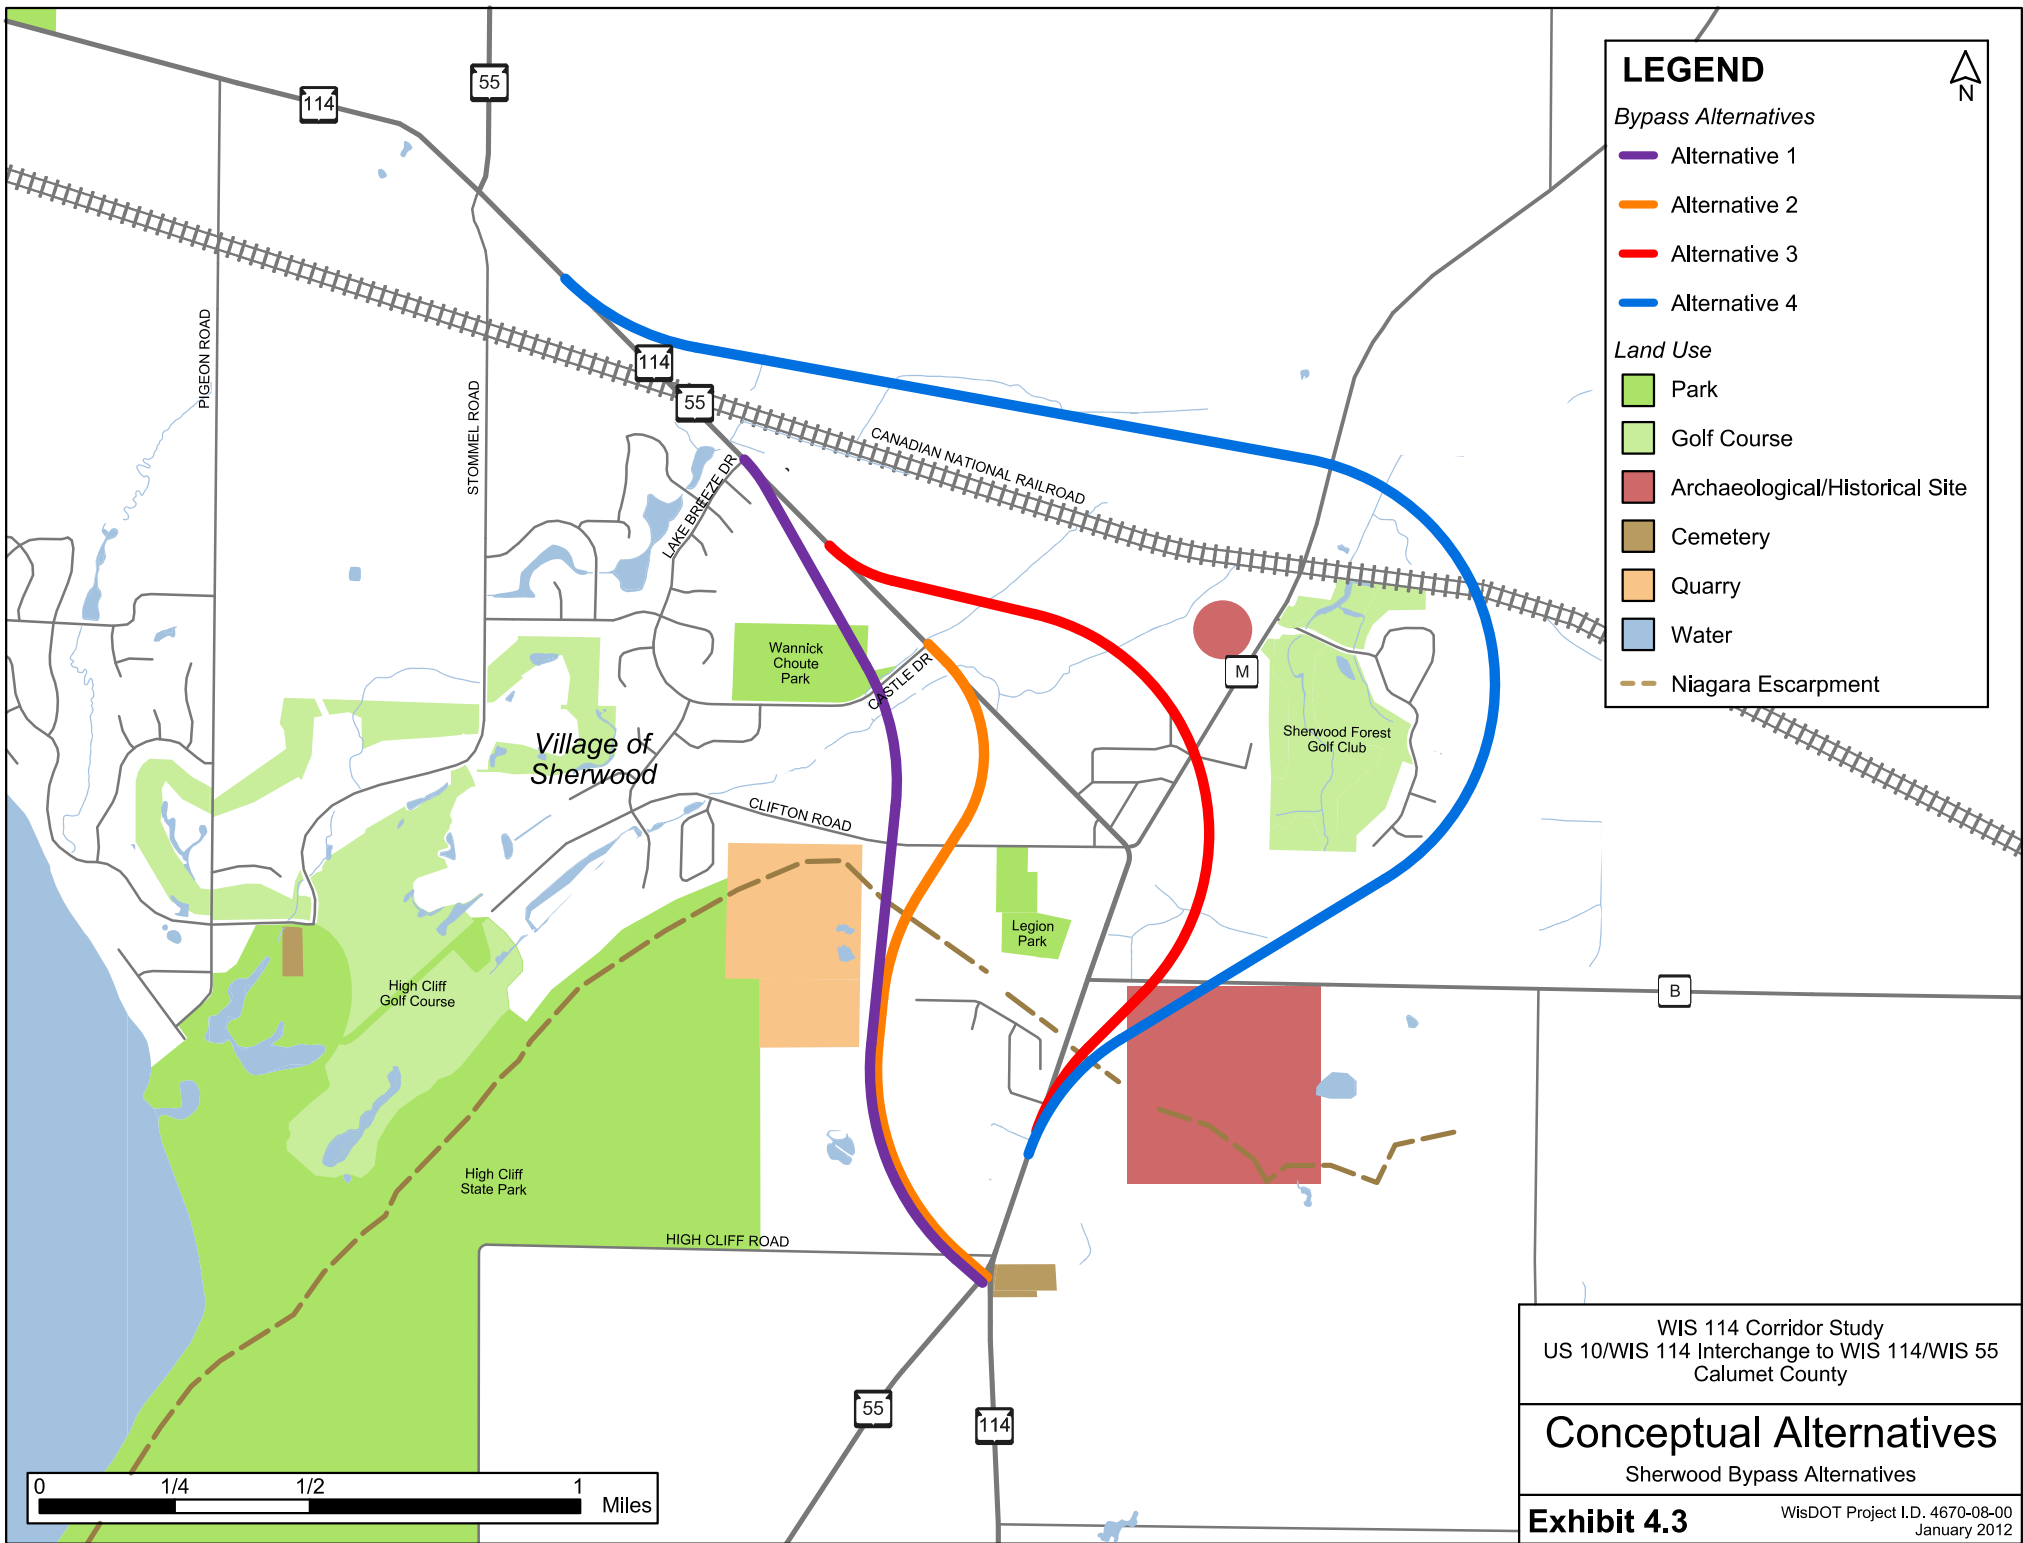 114
55
LEGEND
N
Bypass Alternatives
Alternative 1
Alternative 2
Alternative 3
Alternative 4
Land Use
Park
Golf Course
Archaeological/Historical Site
Cemetery
Quarry
Water
Niagara Escarpment
PIGEON ROAD
STOMMEL ROAD
114
55
LAKE BREEZE DR
CANADIAN NATIONAL RAILROAD
Wannick
Choute
Park
CASTLE DR
M
Sherwood Forest
Golf Club
Village of
Sherwood
CLIFTON ROAD
Legion
Park
High Cliff
Golf Course
B
High Cliff
State Park
HIGH CLIFF ROAD
55
114
0 1/4 1/2 1
Miles
WIS 114 Corridor Study
US 10/WIS 114 Interchange to WIS 114/WIS 55
Calumet County
Conceptual Alternatives
Sherwood Bypass Alternatives
Exhibit 4.3
WisDOT Project I.D. 4670-08-00
January 2012